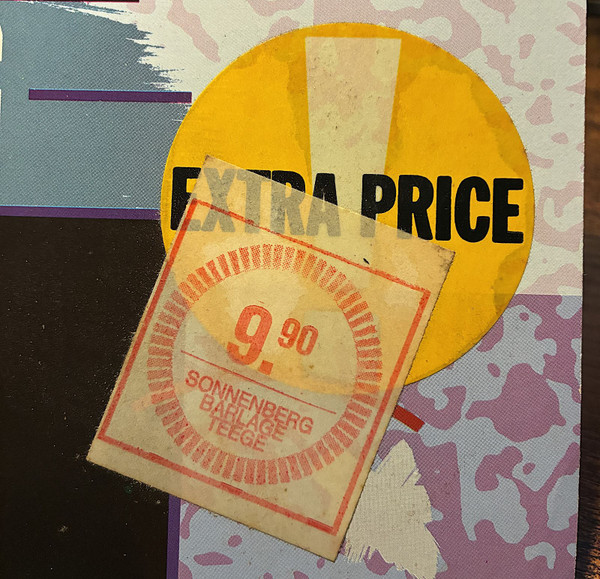 EXTRA PRICE
9.90
SONNENBERG
BARLAGE
TEEGE